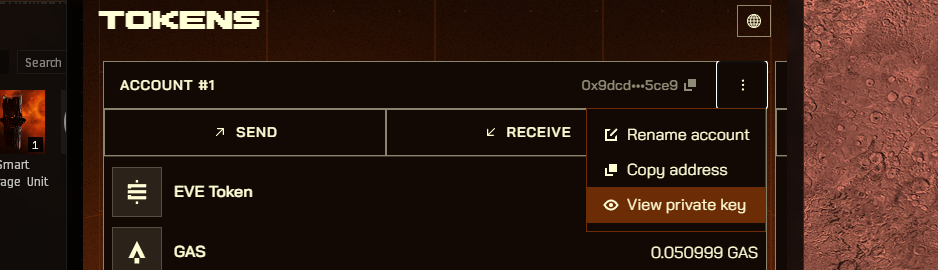 TOKENS
Search
ACCOUNT #1
0x9dcd•••5ce9
SEND
RECEIVE
Rename account
Copy address
View private key
1
Smart
rage Unit
EVE Token
GAS
0.050999 GAS